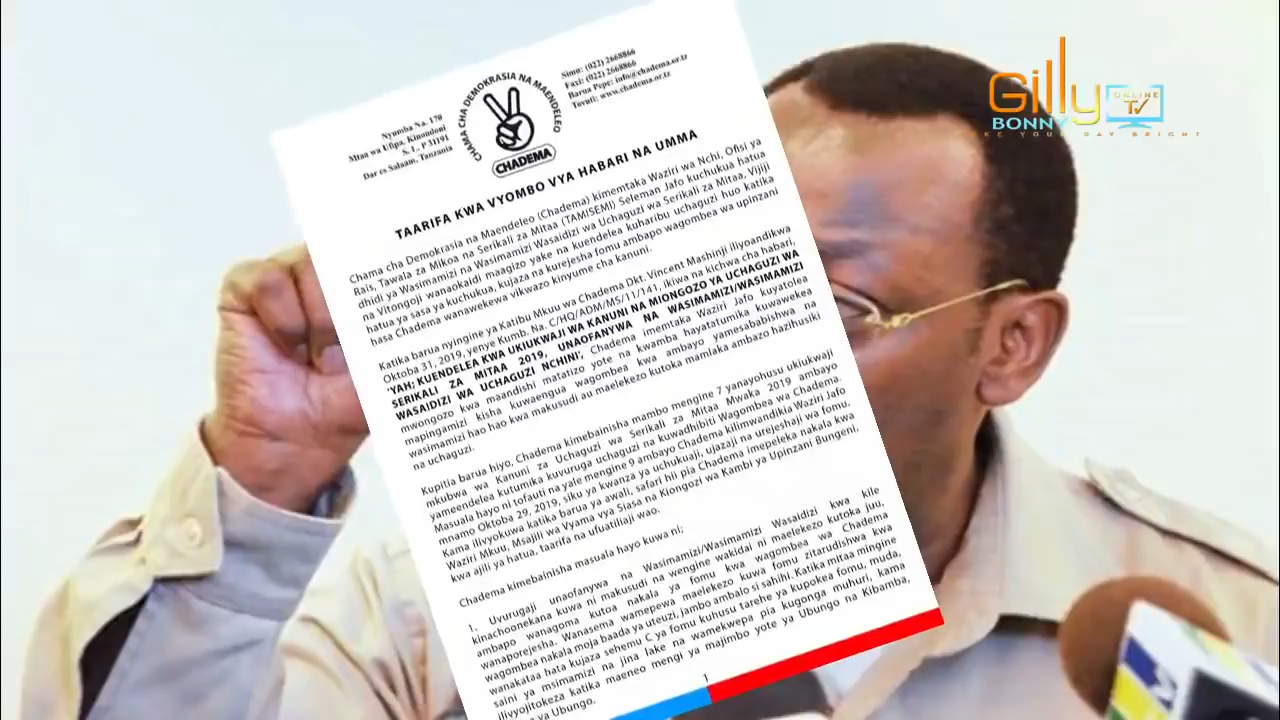 Gilly
ONLINE
TV
BONNY
KE YOUR DAY BRIGHT
Nyumba Na. 170
Mtaa wa Ufipa, Kinondoni
S. L. P 31191
Dar es Salaam, Tanzania
CHAMA CHA DEMOKRASIA NA MAENDELEO
CHADEMA
Simu: (022) 2668866
Faxi: (022) 2668866
Barua Pepe: info@chadema.or.tz
Tovuti: www.chadema.or.tz
TAARIFA KWA VYOMBO VYA HABARI NA UMMA
Chama cha Demokrasia na Maendeleo (Chadema) kimemtaka Waziri wa Nchi, Ofisi ya
Rais, Tawala za Mikoa na Serikali za Mitaa (TAMISEMI) Seleman Jafo kuchukua hatua
dhidi ya Wasimamizi na Wasimamizi Wasaidizi wa Uchaguzi wa Serikali za Mitaa, Vijiji
na Vitongoji wanaokaidi maagizo yake na kuendelea kuharibu uchaguzi huo katika
hatua ya sasa ya kuchukua, kujaza na kurejesha fomu ambapo wagombea wa upinzani
hasa Chadema wanawekewa vikwazo kinyume cha kanuni.
Katika barua nyingine ya Katibu Mkuu wa Chadema Dkt. Vincent Mashinji iliyoandikwa
Oktoba 31, 2019, yenye Kumb. Na. C/HQ/ADM/MS/11/141, ikiwa na kichwa cha habari,
'YAH: KUENDELEA KWA UKIUKWAJI WA KANUNI NA MIONGOZO YA UCHAGUZI WA
SERIKALI ZA MITAA 2019, UNAOFANYWA NA WASIMAMIZI/WASIMAMIZI
WASAIDIZI WA UCHAGUZI NCHINI', Chadema imemtaka Waziri Jafo kuyatolea
mwongozo kwa maandishi matatizo yote na kwamba hayatatumika kuwawekea
mapingamizi kisha kuwaengua wagombea kwa ambayo yamesababishwa na
wasimamizi hao hao kwa makusudi au maelekezo kutoka mamlaka ambazo hazihusiki
na uchaguzi.
Kupitia barua hiyo, Chadema kimebainisha mambo mengine 7 yanayohusu ukiukwaji
mkubwa wa Kanuni za Uchaguzi wa Serikali za Mitaa Mwaka 2019 ambayo
yameendelea kutumika kuvuruga uchaguzi na kuwadhibiti Wagombea wa Chadema.
Masuala hayo ni tofauti na yale mengine 9 ambayo Chadema kilimwandikia Waziri Jafo
mnamo Oktoba 29, 2019, siku ya kwanza ya uchukuaji, ujazaji na urejeshaji wa fomu.
Kama ilivyokuwa katika barua ya awali, safari hii pia Chadema imepeleka nakala kwa
Waziri Mkuu, Msajili wa Vyama vya Siasa na Kiongozi wa Kambi ya Upinzani Bungeni,
kwa ajili ya hatua, taarifa na ufuatiliaji wao.
Chadema kimebainisha masuala hayo kuwa ni;
1. Uvurugaji unaofanywa na Wasimamizi/Wasimamizi Wasaidizi kwa kile
kinachoonekana kuwa ni makusudi na wengine wakidai ni maelekezo kutoka juu,
ambapo wanagoma kutoa nakala ya fomu kwa wagombea wa Chadema
wanaporejesha. Wanasema wamepewa maelekezo kuwa fomu zitarudishwa kwa
wagombea nakala moja baada ya uteuzi, jambo ambalo si sahihi. Katika mitaa mingine
wanakataa hata kujaza sehemu C ya fomu kuhusu tarehe ya kupokea fomu, muda,
saini ya msimamizi na jina lake na wamekwepa pia kugonga muhuri, kama
ilivyojitokeza katika maeneo mengi ya majimbo yote ya Ubungo na Kibamba,
ya Ubungo.
1